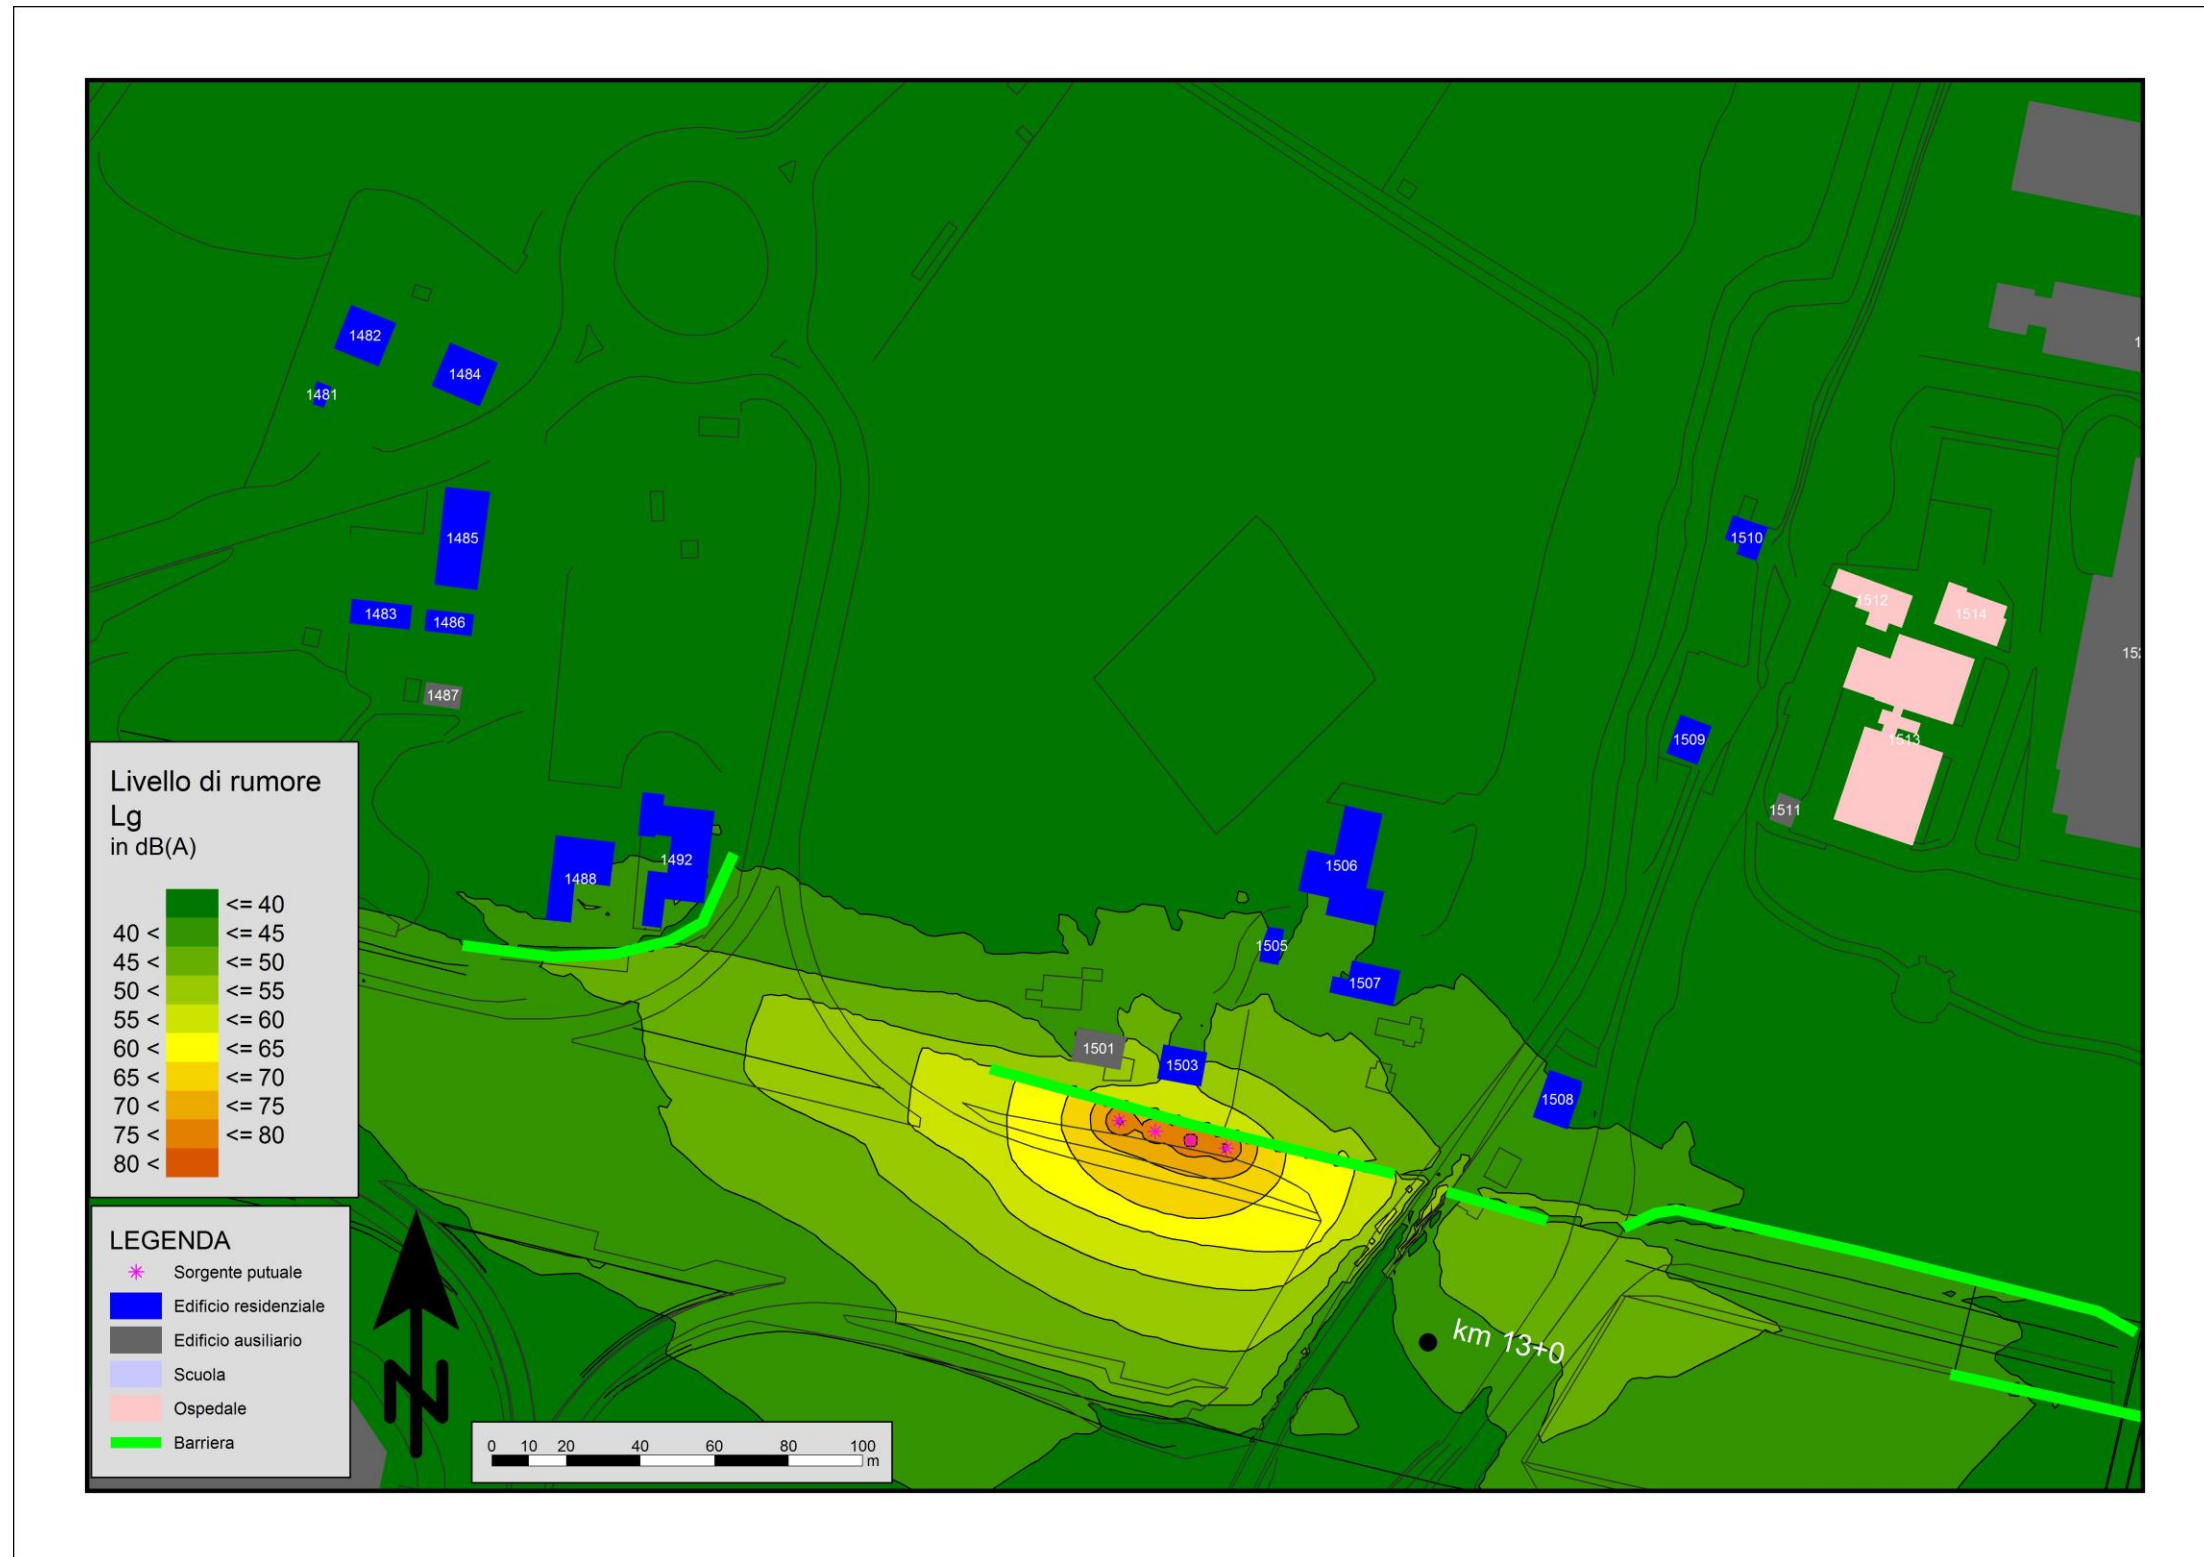 1482
1484
1481
1485
1510
1483
1486
1512
1514
1487
1509
1513
1511
1492
1488
1506
1505
1507
1501
1503
1508
km 13+0
Livello di rumore
Lg
in dB(A)
<= 40
40 < <= 45
45 < <= 50
50 < <= 55
55 < <= 60
60 < <= 65
65 < <= 70
70 < <= 75
75 < <= 80
80 <
LEGENDA
Sorgente putuale
Edificio residenziale
Edificio ausiliario
Scuola
Ospedale
Barriera
N
0 10 20 40 60 80 100
m